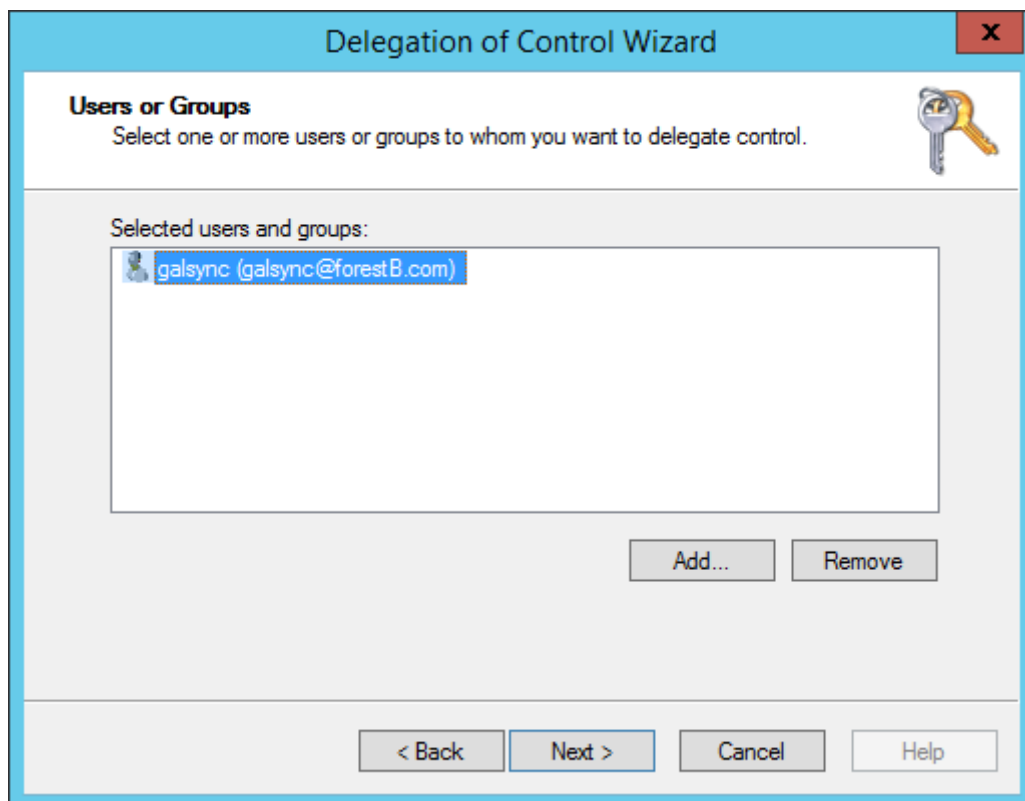 Delegation of Control Wizard
x
Users or Groups
Select one or more users or groups to whom you want to delegate control.
Selected users and groups:
galsync (galsync@forestB.com)
Add...
Remove
< Back
Next >
Cancel
Help